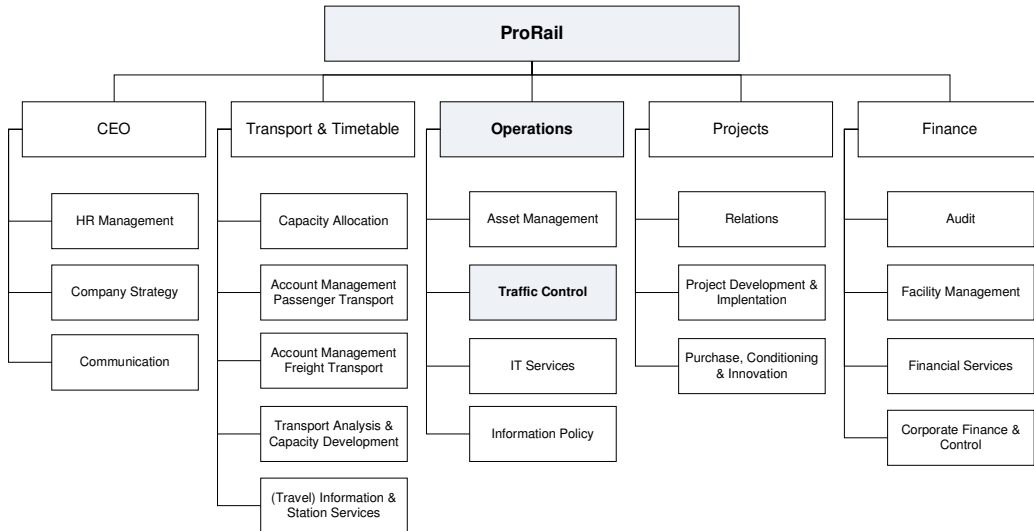 ProRail
CEO
Transport & Timetable
Operations
Projects
Finance
HR Management
Company Strategy
Communication
Capacity Allocation
Account Management
Passenger Transport
Account Management
Freight Transport
Transport Analysis &
Capacity Development
(Travel) Information &
Station Services
Asset Management
Traffic Control
IT Services
Information Policy
Relations
Project Development &
Implentation
Purchase, Conditioning
& Innovation
Audit
Facility Management
Financial Services
Corporate Finance &
Control